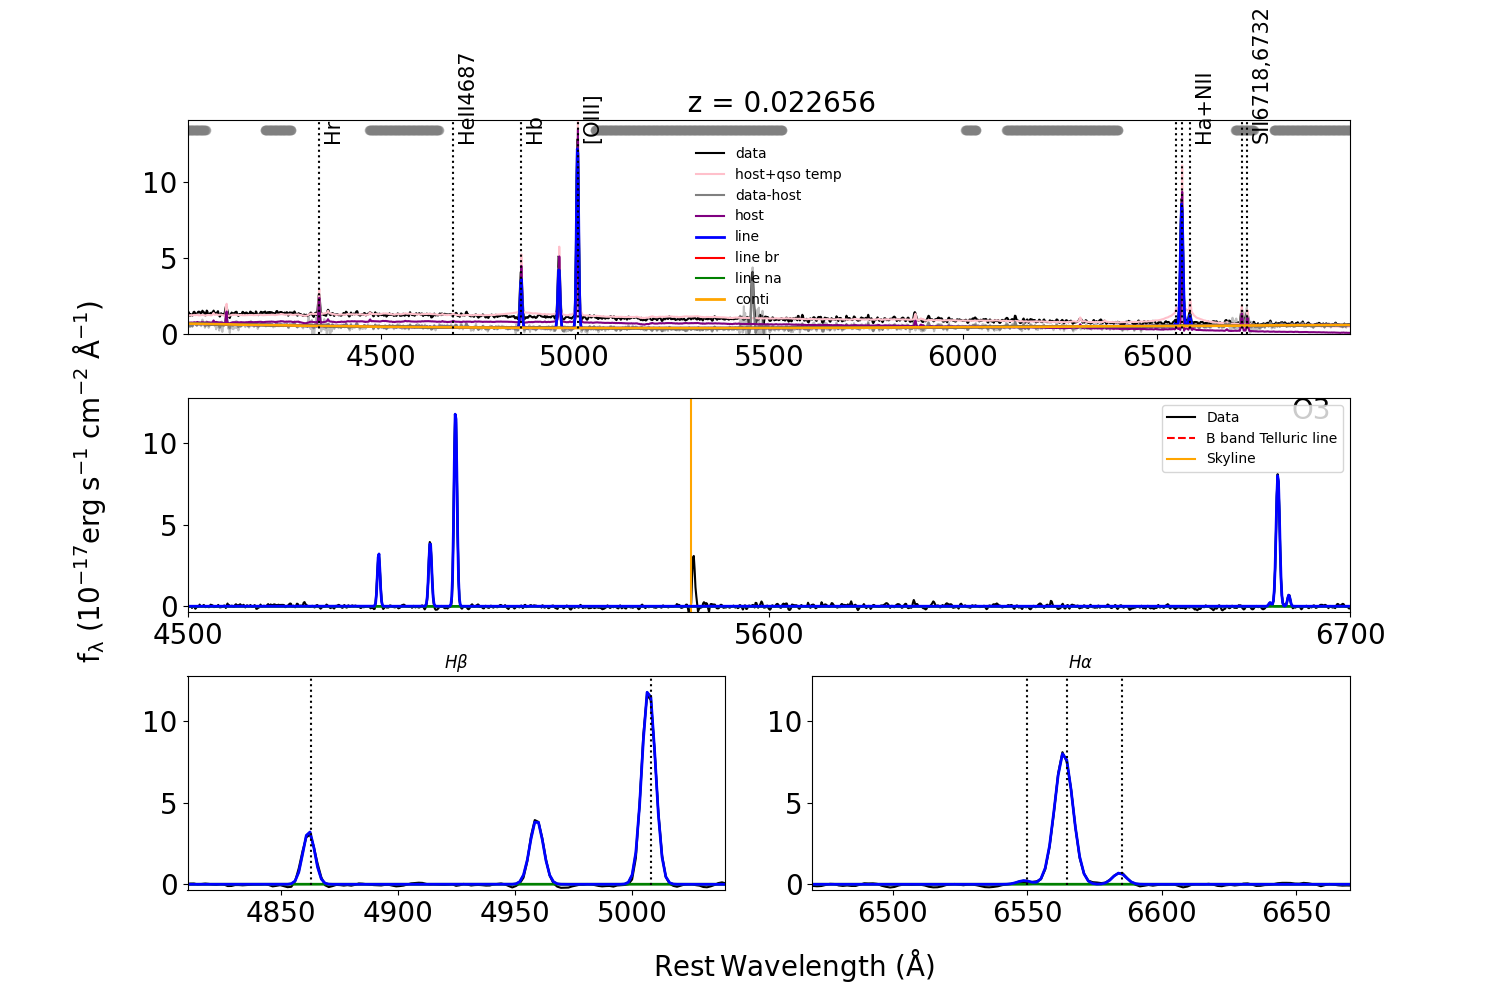 z = 0.022656
Hr
HeII4687
Hb
[OIII]
Ha+NII
SII6718,6732
data
host+qso temp
data-host
host
line
line br
line na
conti
10
5
0
4500 5000 5500 6000 6500
O3
Data
B band Telluric line
Skyline
10
5
0
4500 5600 6700
fλ (10⁻¹⁷erg s⁻¹ cm⁻² Å⁻¹)
Hβ
10
5
0
4850 4900 4950 5000
Hα
10
5
0
6500 6550 6600 6650
Rest Wavelength (Å)